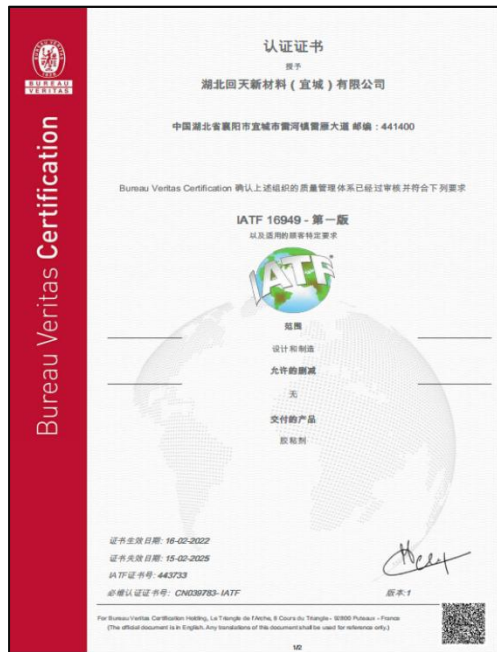 BUREAU
VERITAS
Bureau Veritas Certification
认证证书
授予
湖北回天新材料（宜城）有限公司
中国湖北省襄阳市宜城市雷河镇雷雁大道 邮编：441400
Bureau Veritas Certification 确认上述组织的质量管理体系已经过审核并符合下列要求
IATF 16949 - 第一版
以及适用的顾客特定要求
IATF
范围
设计和制造
允许的删减
无
交付的产品
胶粘剂
证书生效日期: 16-02-2022
证书失效日期: 15-02-2025
IATF证书号: 443733
必维认证证书号: CN039783-IATF
版本:1
For Bureau Veritas Certification Holding, Le Triangle de l'Arche, 9 Cours du Triangle - 92800 Puteaux - France
(The official document is in English. Any translations of this document shall be used for reference only.)
1/2